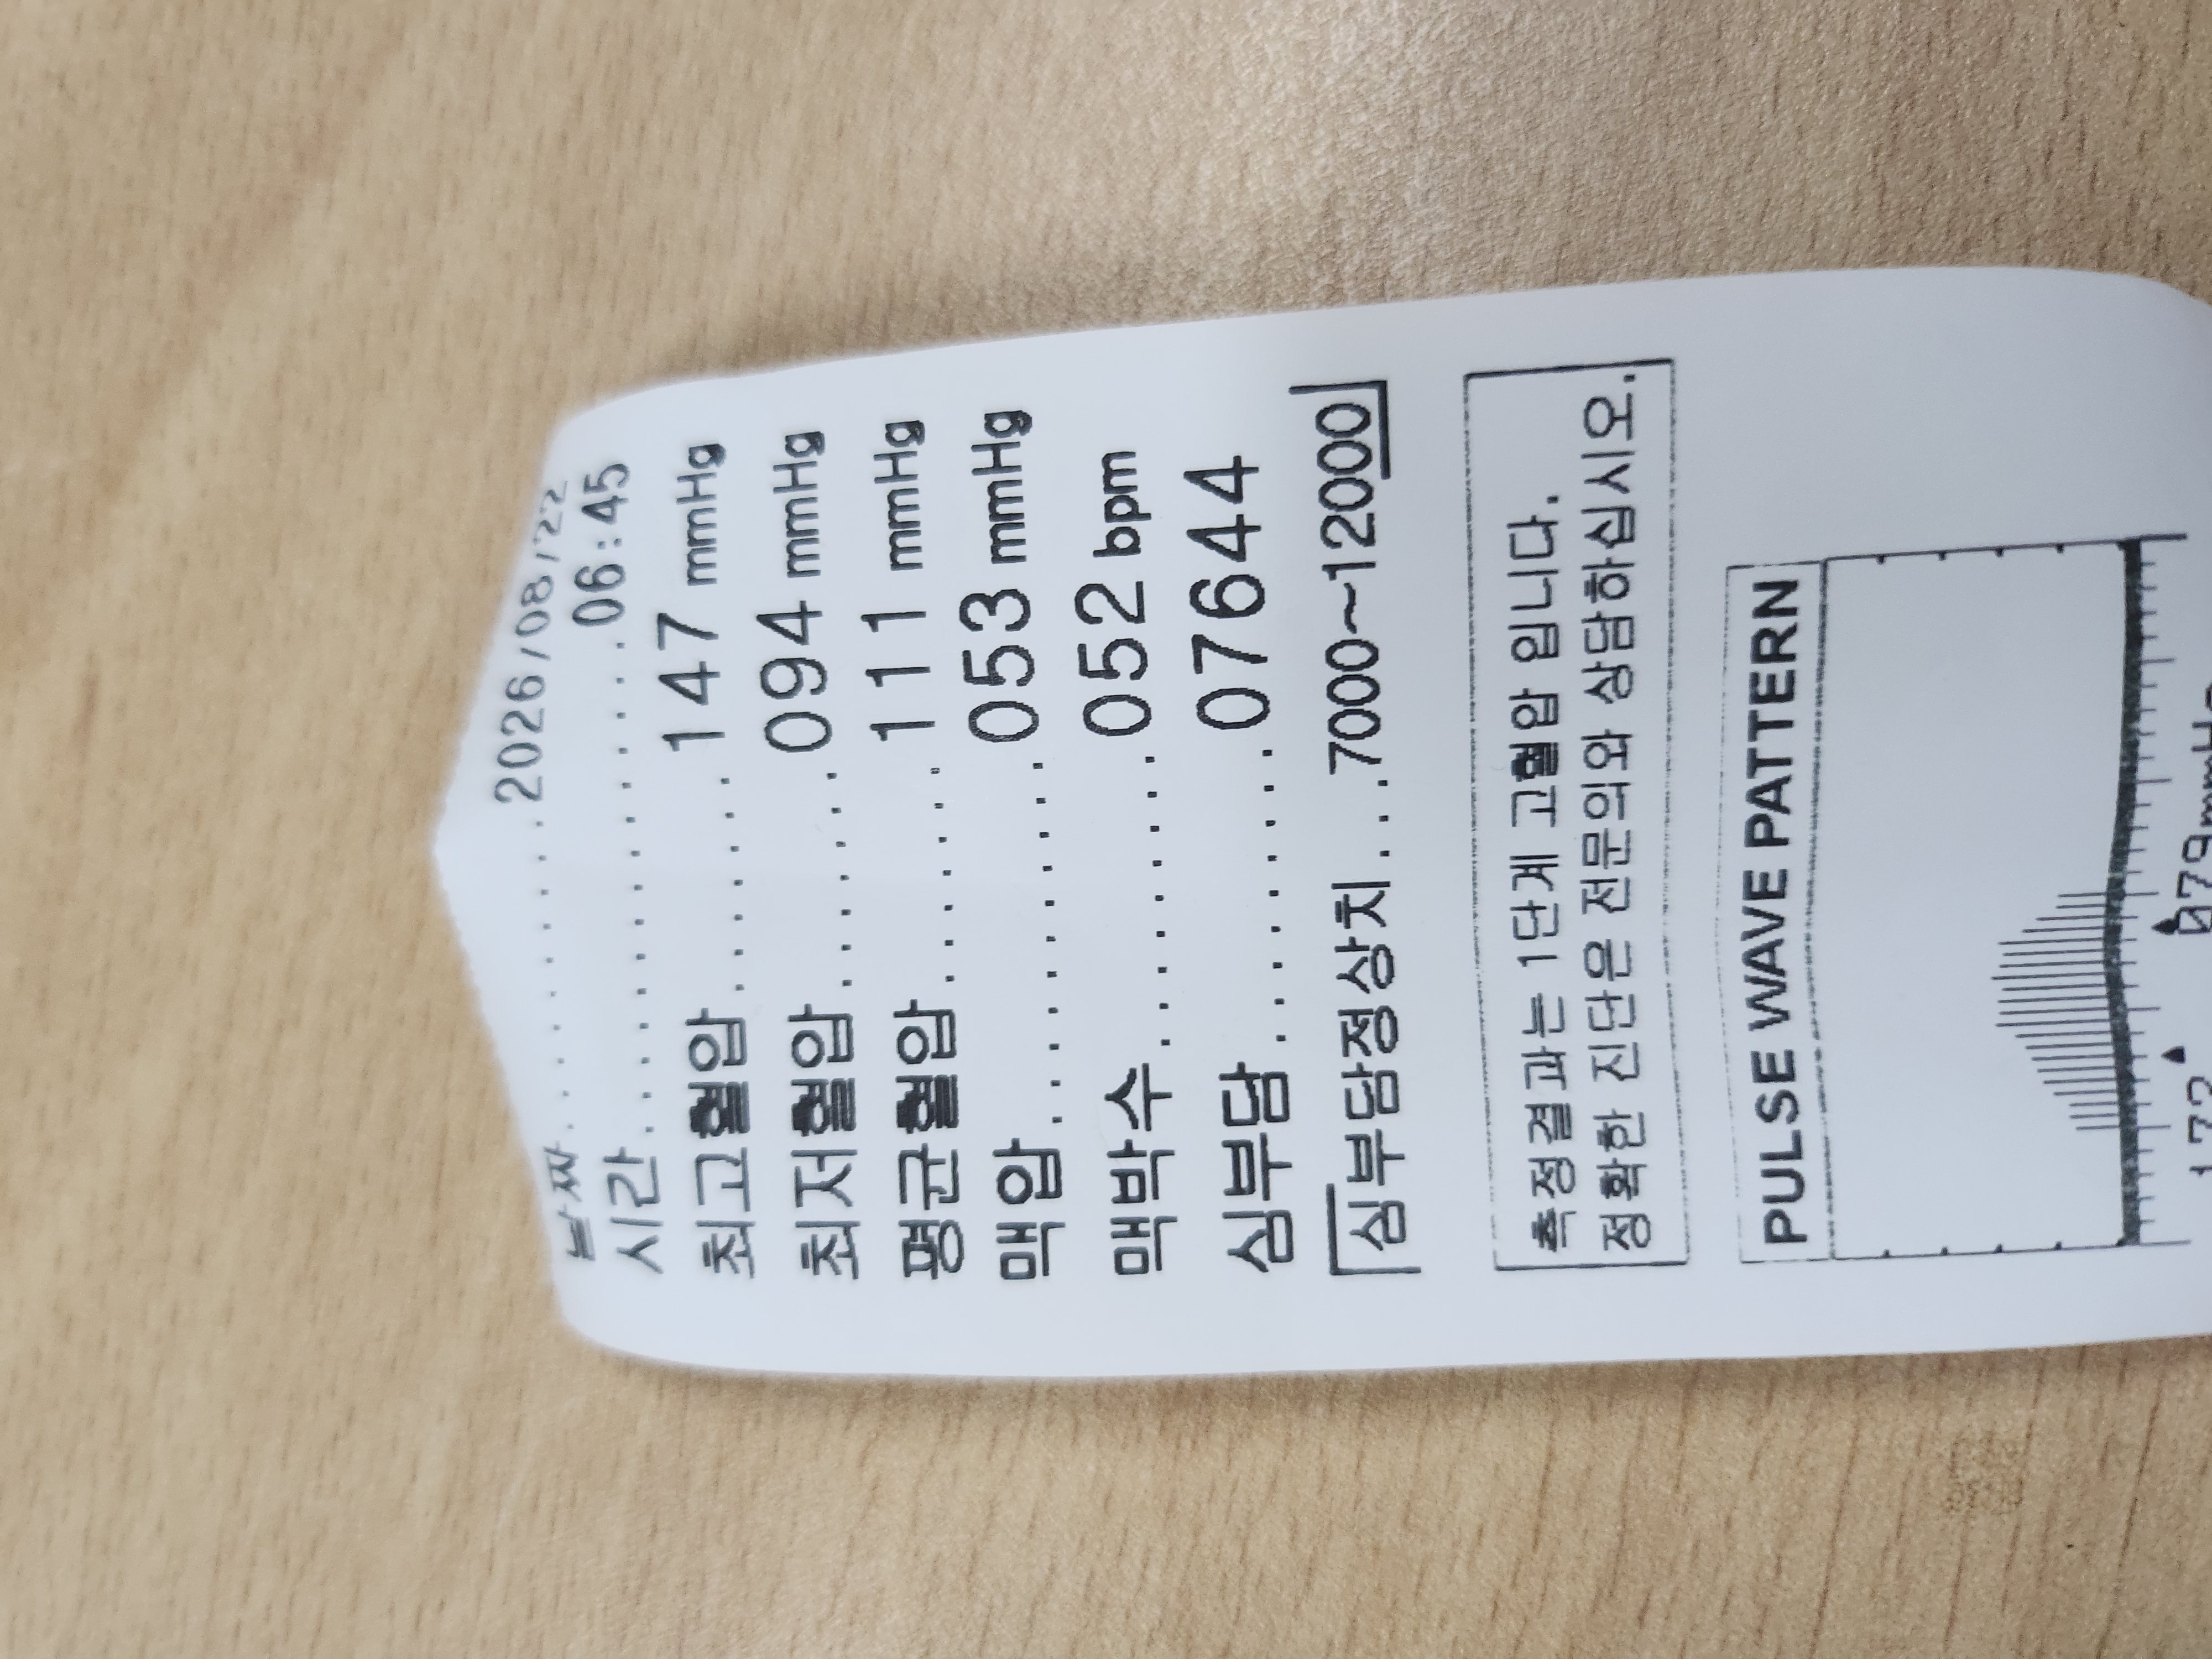 날짜..............2026/08/22
시간..................06:45
최고혈압........147 mmHg
최저혈압........094 mmHg
평균혈압........111 mmHg
맥압............053 mmHg
맥박수..........052 bpm
심부담..........07644
심부담정상치...7000~12000
측정결과는 1단계 고혈압 입니다.
정확한 진단은 전문의와 상담하십시오.
PULSE WAVE PATTERN